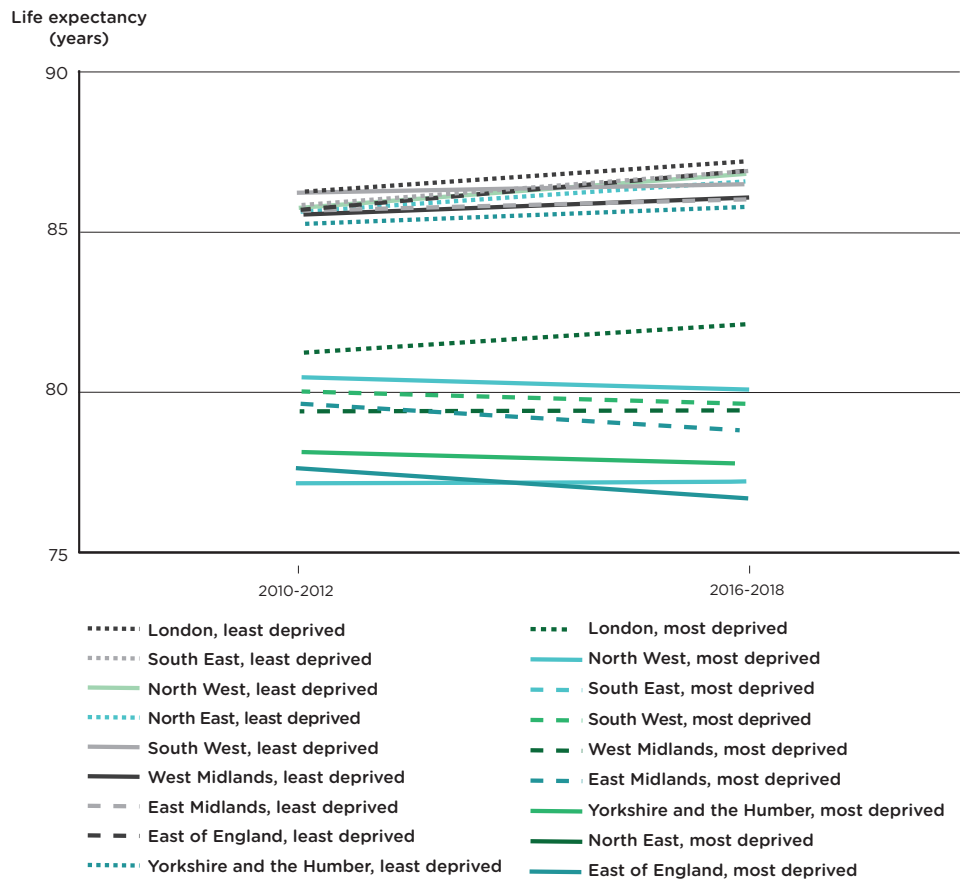 Life expectancy
(years)
90
85
80
75
2010-2012
2016-2018
London, least deprived
South East, least deprived
North West, least deprived
North East, least deprived
South West, least deprived
West Midlands, least deprived
East Midlands, least deprived
East of England, least deprived
Yorkshire and the Humber, least deprived
London, most deprived
North West, most deprived
South East, most deprived
South West, most deprived
West Midlands, most deprived
East Midlands, most deprived
Yorkshire and the Humber, most deprived
North East, most deprived
East of England, most deprived